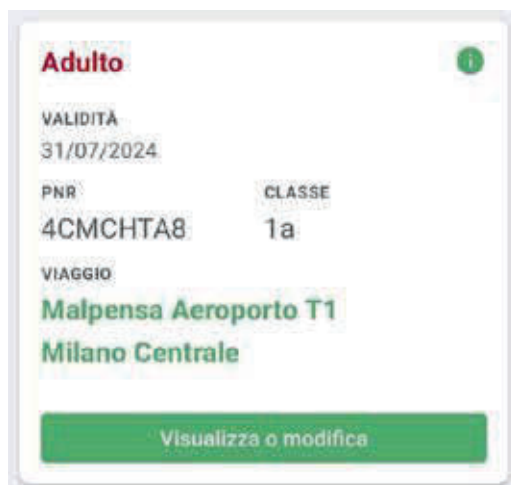 Adulto
VALIDITÀ
31/07/2024
PNR CLASSE
4CMCHTA8 1a
VIAGGIO
Malpensa Aeroporto T1
Milano Centrale
Visualizza o modifica